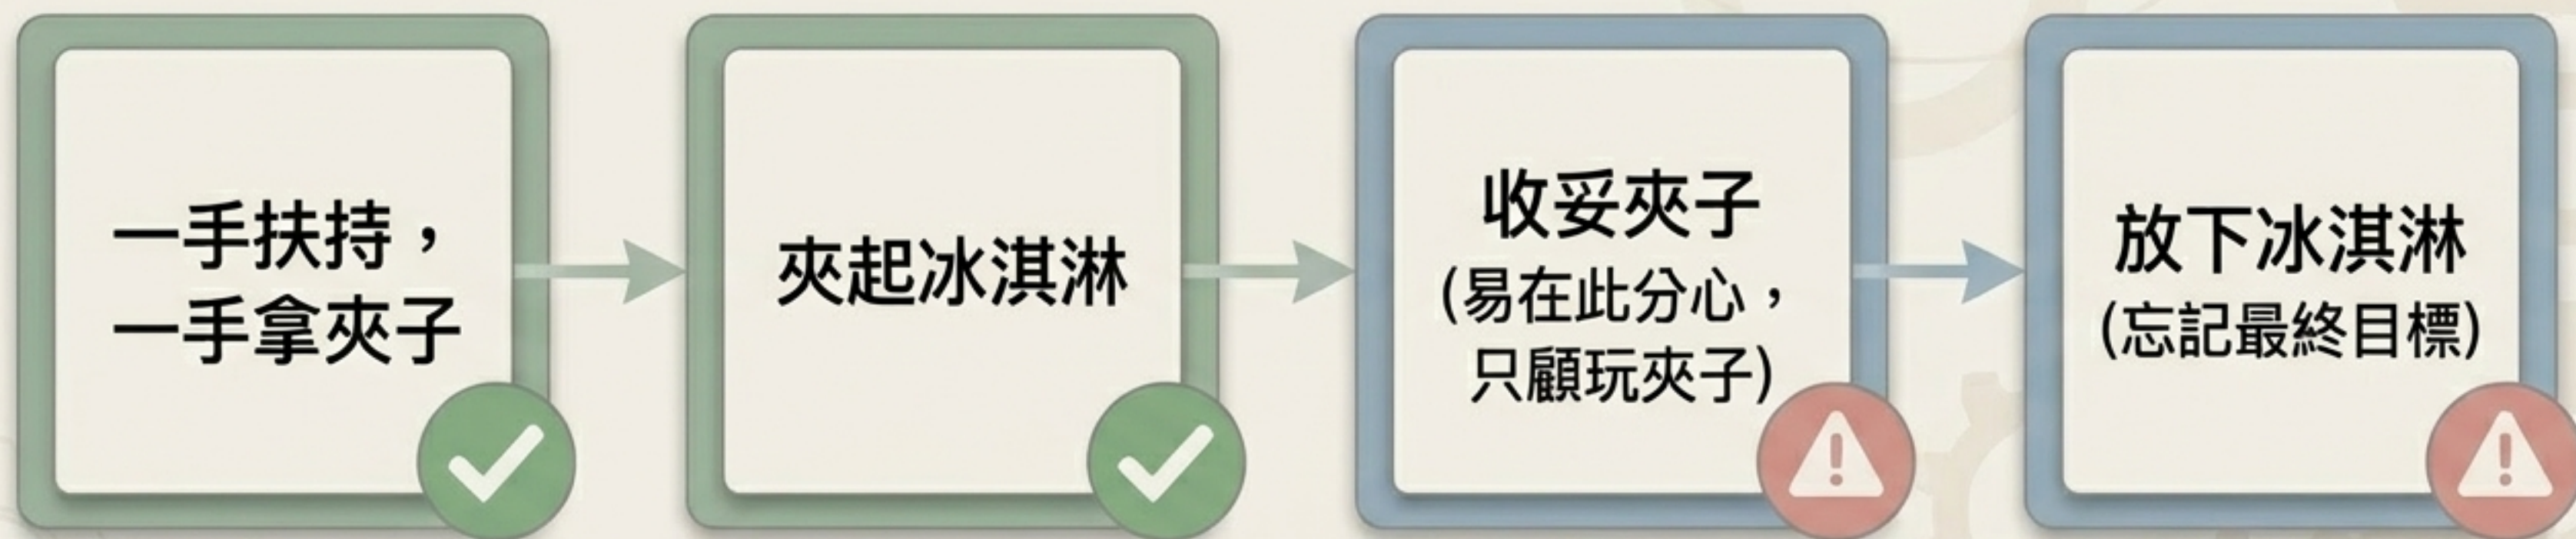 一手扶持，
一手拿夾子
夾起冰淇淋
收妥夾子
(易在此分心，
只顧玩夾子)
放下冰淇淋
(忘記最終目標)